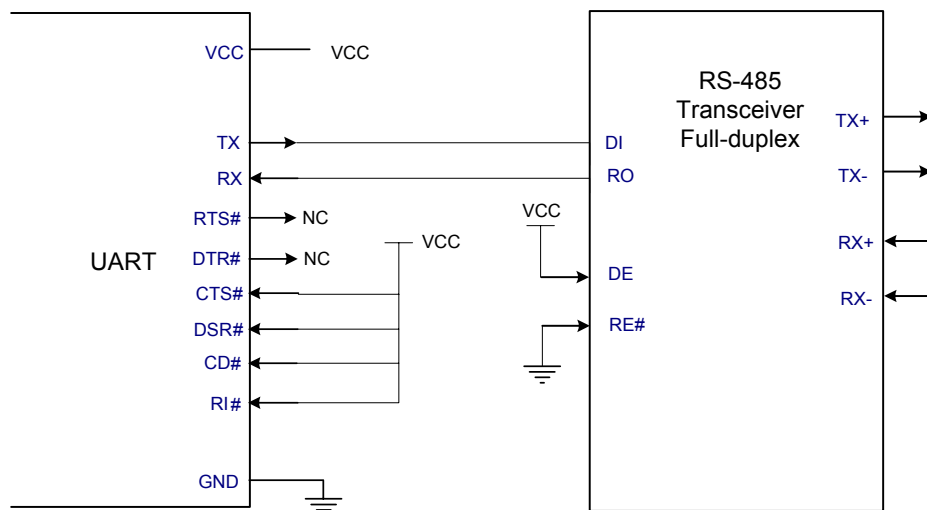 VCC
VCC
TX
RX
RTS#
NC
DTR#
NC
UART
CTS#
DSR#
CD#
RI#
GND
VCC
VCC
RS-485
Transceiver
Full-duplex
DI
RO
DE
RE#
TX+
TX-
RX+
RX-